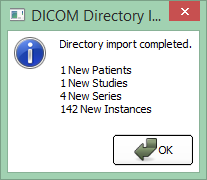 DICOM Directory I...
Directory import completed.
1 New Patients
1 New Studies
4 New Series
142 New Instances
OK